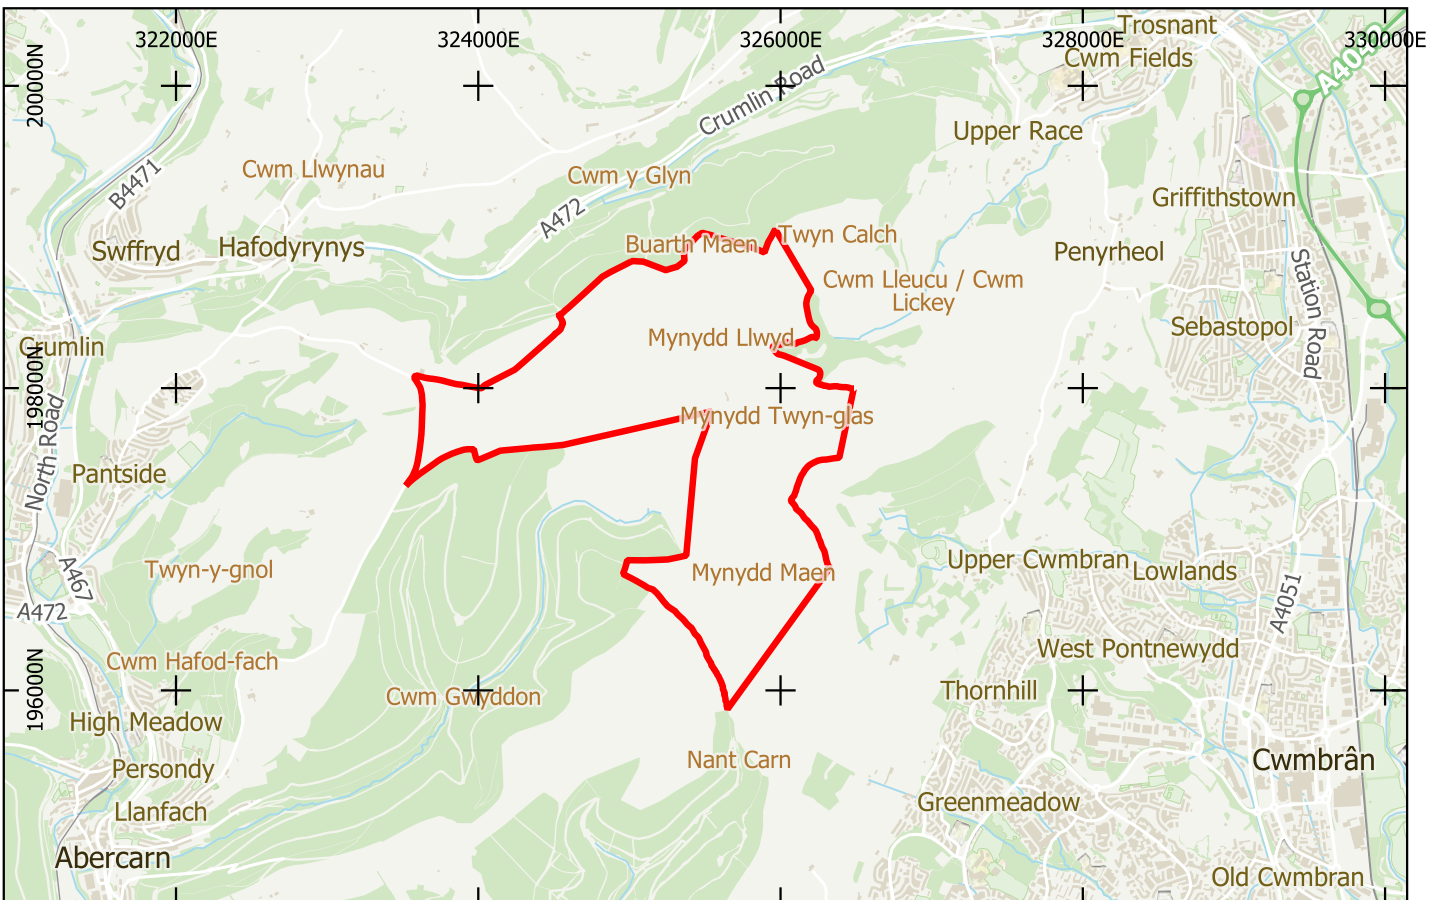 Trosnant
322000E
324000E
326000E
328000E
330000E
Cwm Fields
A40
200000N
Crumlin Road
Upper Race
B4471
Cwm Llwynau
Cwm y Glyn
A472
Griffithstown
Swffryd
Hafodyrynys
Buarth Maen
Twyn Calch
Penyrheol
Cwm Lleucu / Cwm
Lickey
Station Road
Sebastopol
Mynydd Llwyd
Crumlin
198000N
Mynydd Twyn-glas
North Road
Pantside
Upper Cwmbran
Lowlands
Twyn-y-gnol
Mynydd Maen
A467
A472
A4051
West Pontnewydd
Cwm Hafod-fach
Cwm Gwyddon
Thornhill
196000N
High Meadow
Nant Carn
Cwmbrân
Persondy
Llanfach
Greenmeadow
Abercarn
Old Cwmbran